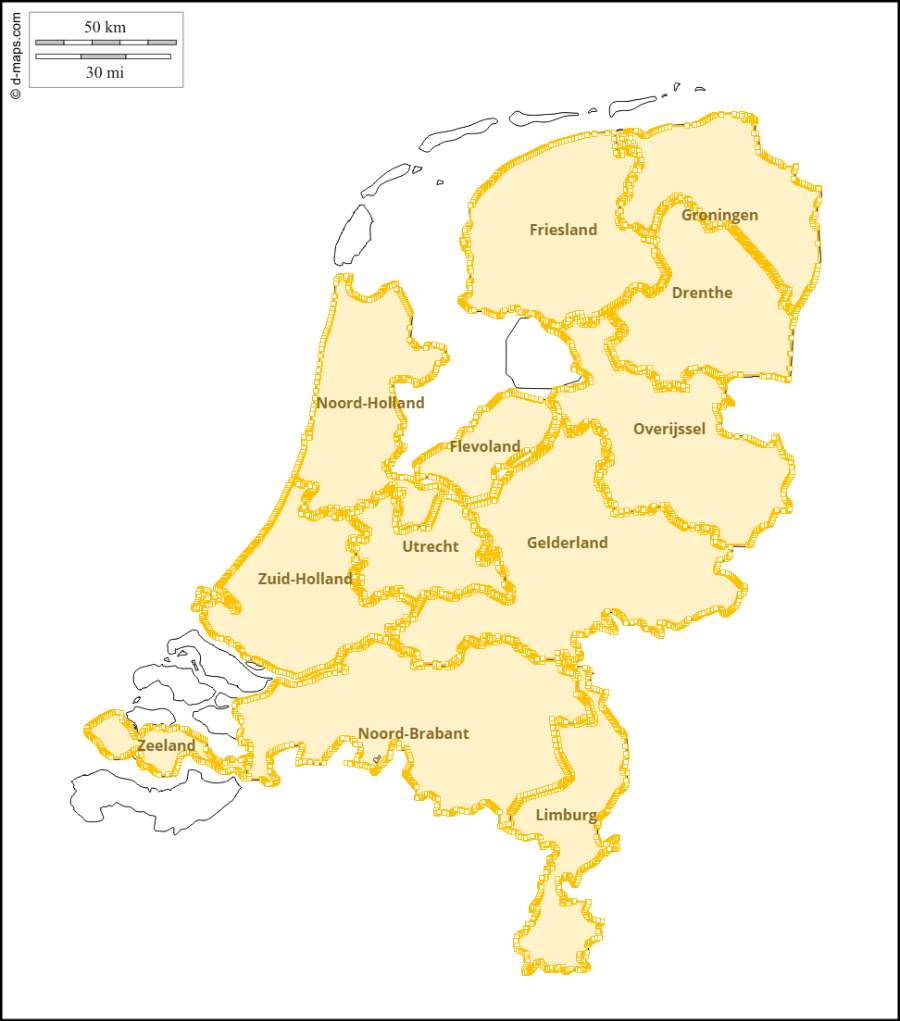 50 km
30 mi
© d-maps.com
Groningen
Friesland
Drenthe
Noord-Holland
Overijssel
Flevoland
Gelderland
Utrecht
Zuid-Holland
Noord-Brabant
Zeeland
Limburg